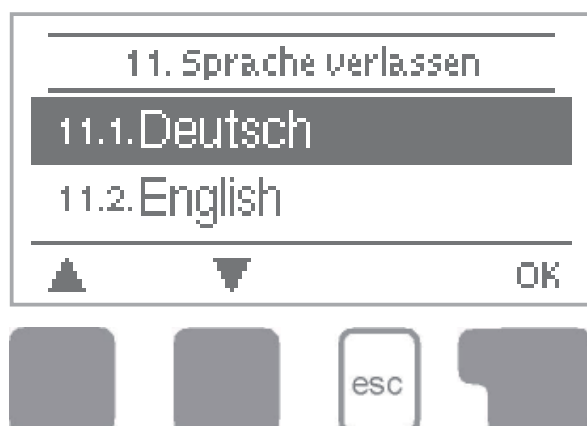 11. Sprache verlassen
11.1. Deutsch
11.2. English
▲ ▼ OK
esc